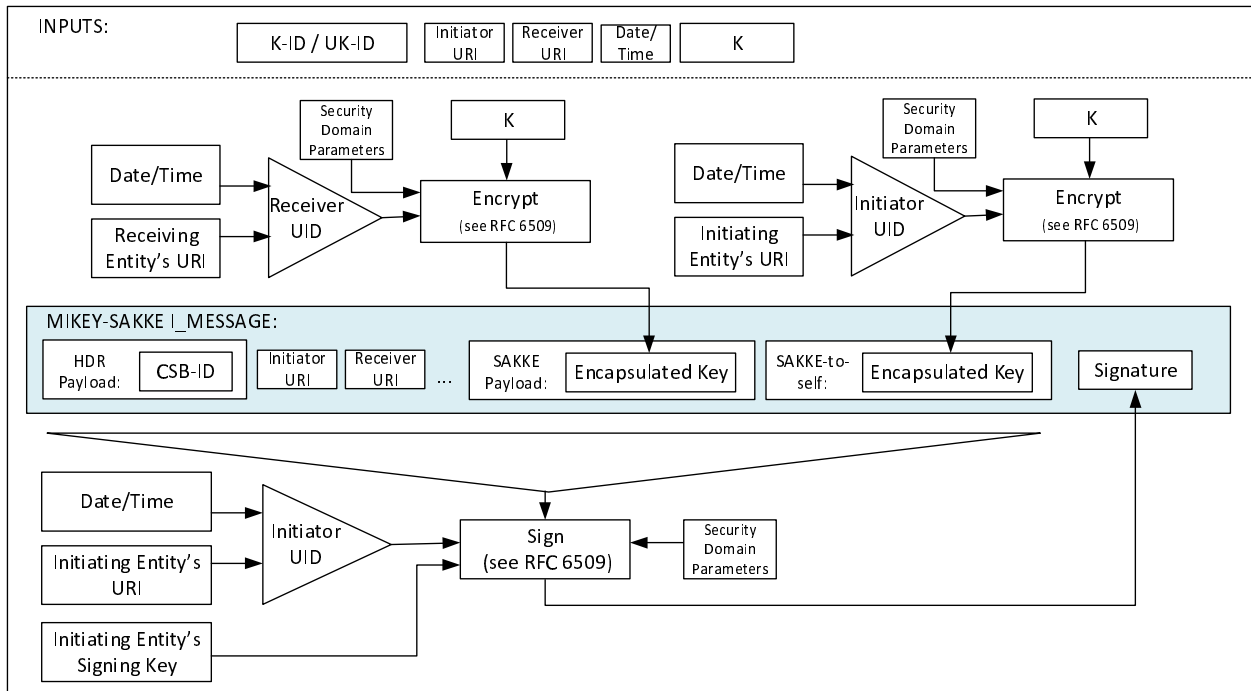 INPUTS:
K-ID / UK-ID
Initiator
URI
Receiver
URI
Date/
Time
K
Security
Domain
Parameters
K
Date/Time
Receiver
UID
Encrypt
(see RFC 6509)
Receiving
Entity's URI
Security
Domain
Parameters
K
Date/Time
Initiator
UID
Encrypt
(see RFC 6509)
Initiating
Entity's URI
MIKEY-SAKKE I_MESSAGE:
HDR
Payload:
CSB-ID
Initiator
URI
Receiver
URI
...
SAKKE
Payload:
Encapsulated Key
SAKKE-to-
self:
Encapsulated Key
Signature
Date/Time
Initiator
UID
Initiating Entity's
URI
Sign
(see RFC 6509)
Security
Domain
Parameters
Initiating Entity's
Signing Key